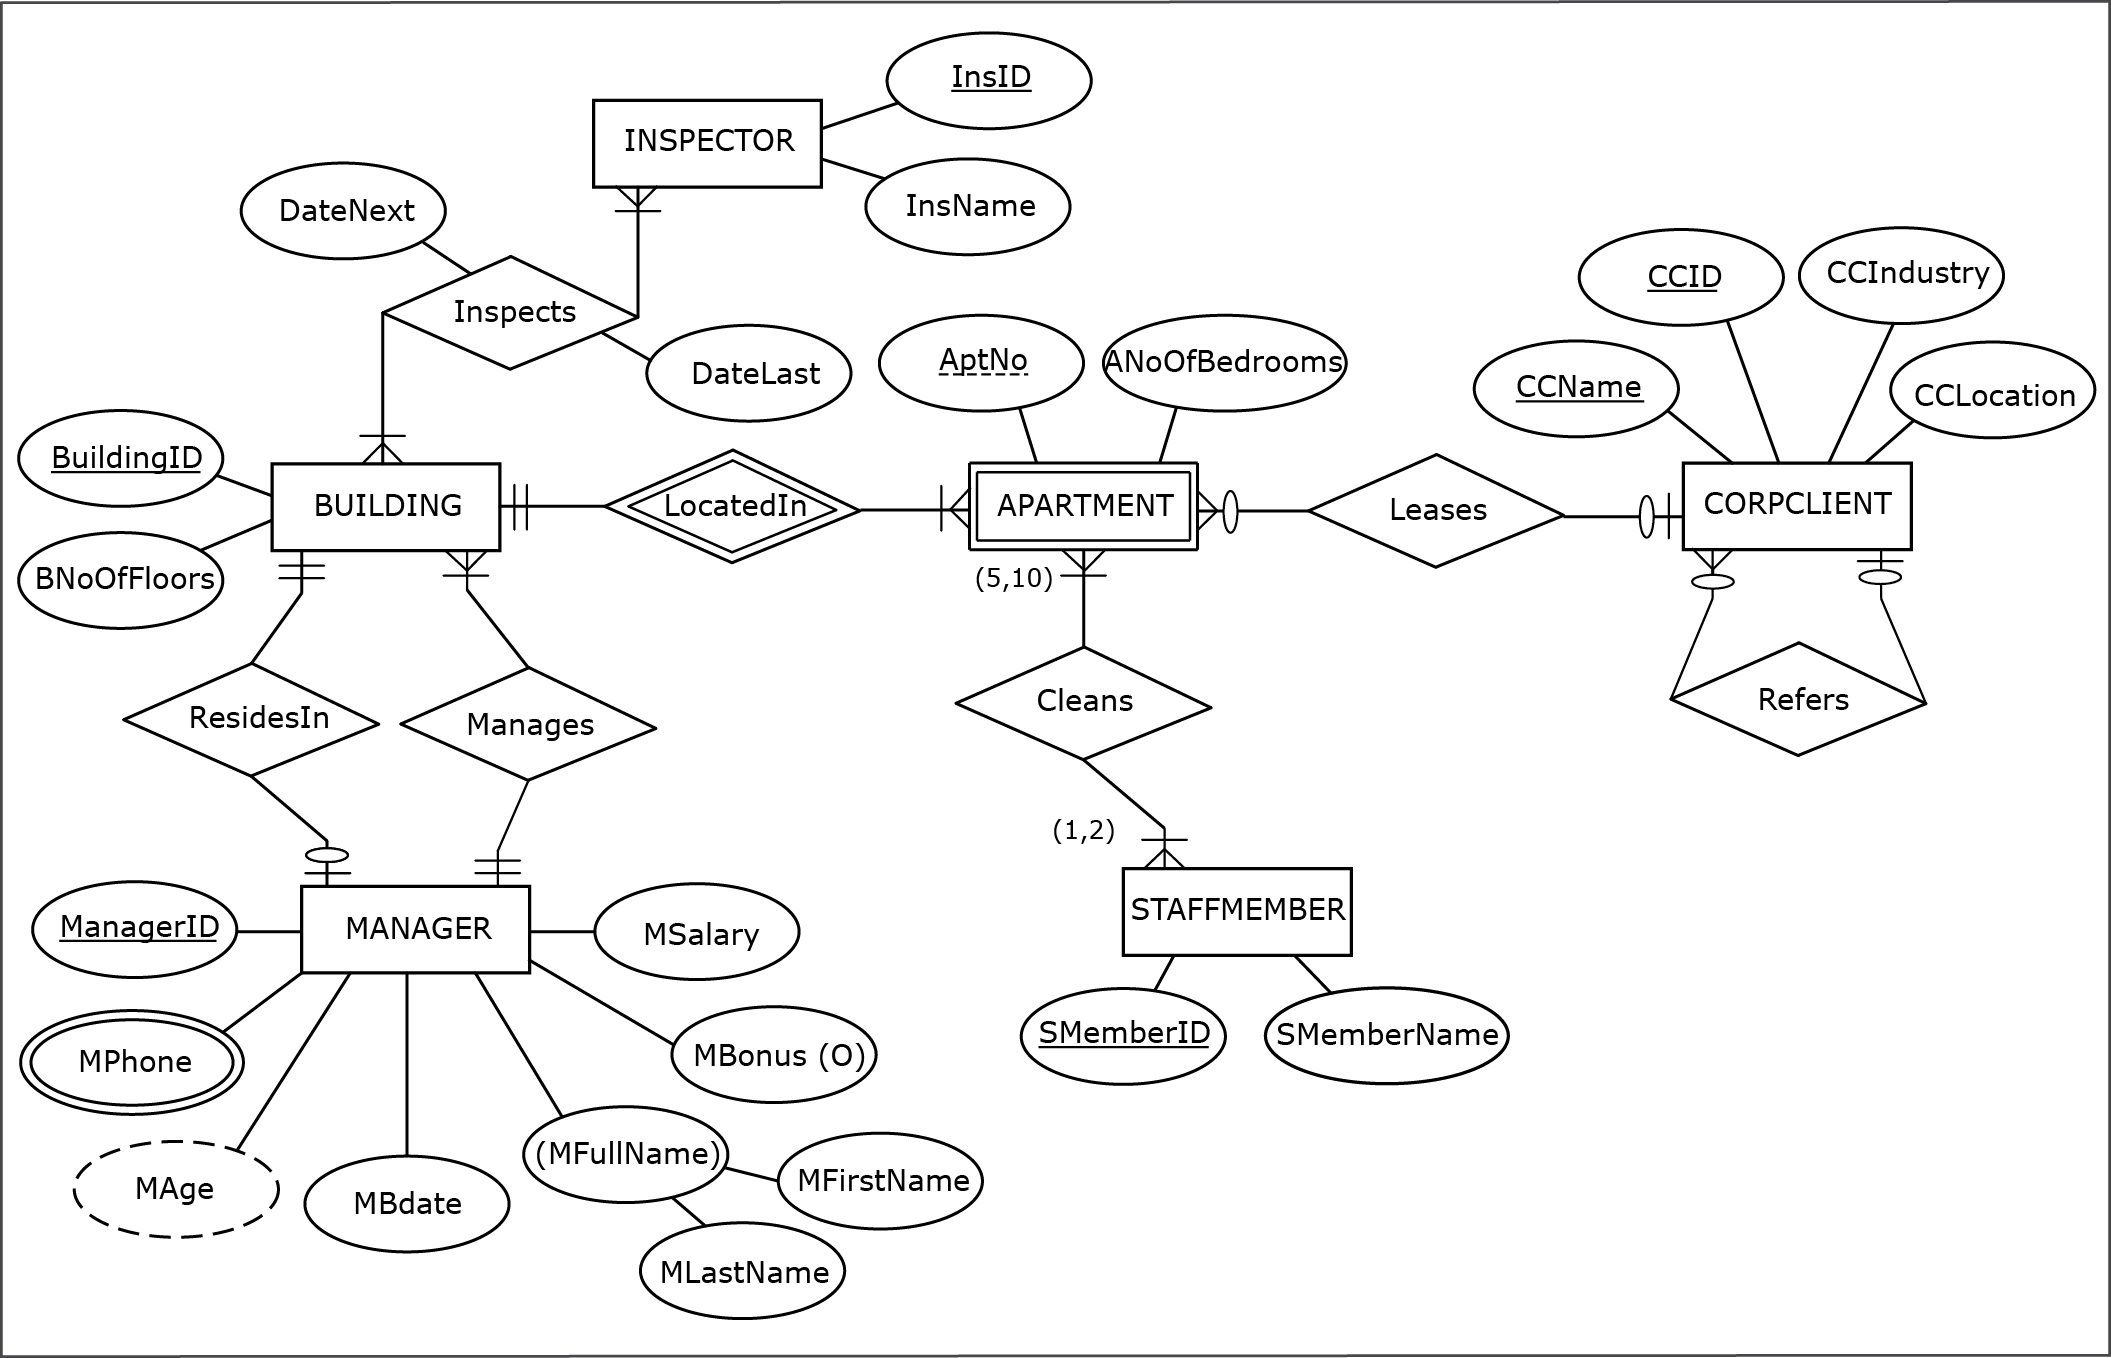 InsID
INSPECTOR
InsName
DateNext
Inspects
DateLast
CCID
CCIndustry
AptNo
ANoOfBedrooms
CCName
CCLocation
BuildingID
BUILDING
LocatedIn
APARTMENT
Leases
CORPCLIENT
BNoOfFloors
(5,10)
ResidesIn
Manages
Cleans
Refers
(1,2)
ManagerID
MANAGER
MSalary
STAFFMEMBER
MPhone
MBonus (O)
SMemberID
SMemberName
MAge
MBdate
(MFullName)
MFirstName
MLastName